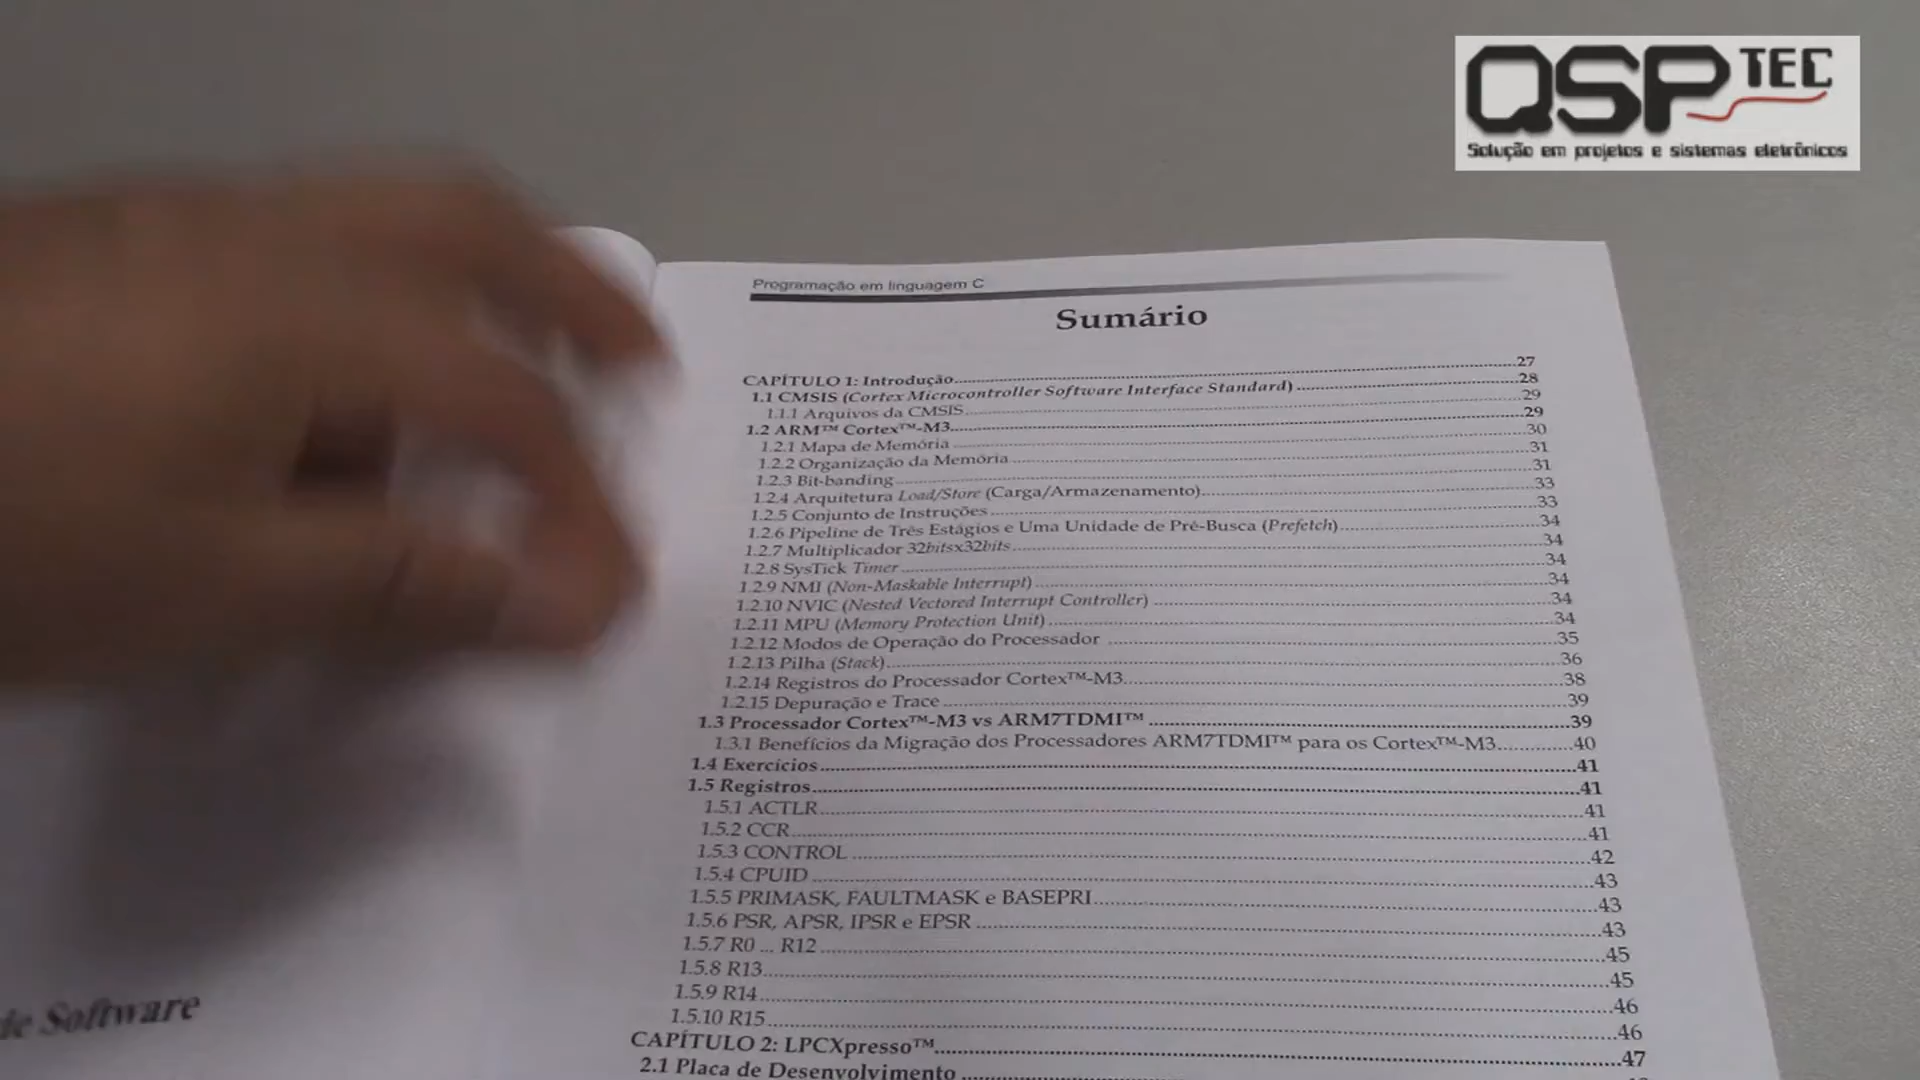 QSP TEC
Solução em projetos e sistemas eletrônicos
de Software
Programação em linguagem C
Sumário
CAPÍTULO 1: Introdução....................27
1.1 CMSIS (Cortex Microcontroller Software Interface Standard)....................28
1.1.1 Arquivos da CMSIS....................29
1.2 ARM™ Cortex™-M3....................29
1.2.1 Mapa de Memória....................30
1.2.2 Organização da Memória....................31
1.2.3 Bit-banding....................31
1.2.4 Arquitetura Load/Store (Carga/Armazenamento)....................33
1.2.5 Conjunto de Instruções....................33
1.2.6 Pipeline de Três Estágios e Uma Unidade de Pré-Busca (Prefetch)....................34
1.2.7 Multiplicador 32bitsx32bits....................34
1.2.8 SysTick Timer....................34
1.2.9 NMI (Non-Maskable Interrupt)....................34
1.2.10 NVIC (Nested Vectored Interrupt Controller)....................34
1.2.11 MPU (Memory Protection Unit)....................34
1.2.12 Modos de Operação do Processador....................35
1.2.13 Pilha (Stack)....................36
1.2.14 Registros do Processador Cortex™-M3....................38
1.2.15 Depuração e Trace....................39
1.3 Processador Cortex™-M3 vs ARM7TDMI™....................39
1.3.1 Benefícios da Migração dos Processadores ARM7TDMI™ para os Cortex™-M3............40
1.4 Exercícios....................41
1.5 Registros....................41
1.5.1 ACTLR....................41
1.5.2 CCR....................41
1.5.3 CONTROL....................42
1.5.4 CPUID....................43
1.5.5 PRIMASK, FAULTMASK e BASEPRI....................43
1.5.6 PSR, APSR, IPSR e EPSR....................43
1.5.7 R0 ... R12....................45
1.5.8 R13....................45
1.5.9 R14....................46
1.5.10 R15....................46
CAPÍTULO 2: LPCXpresso™....................47
2.1 Placa de Desenvolvimento....................